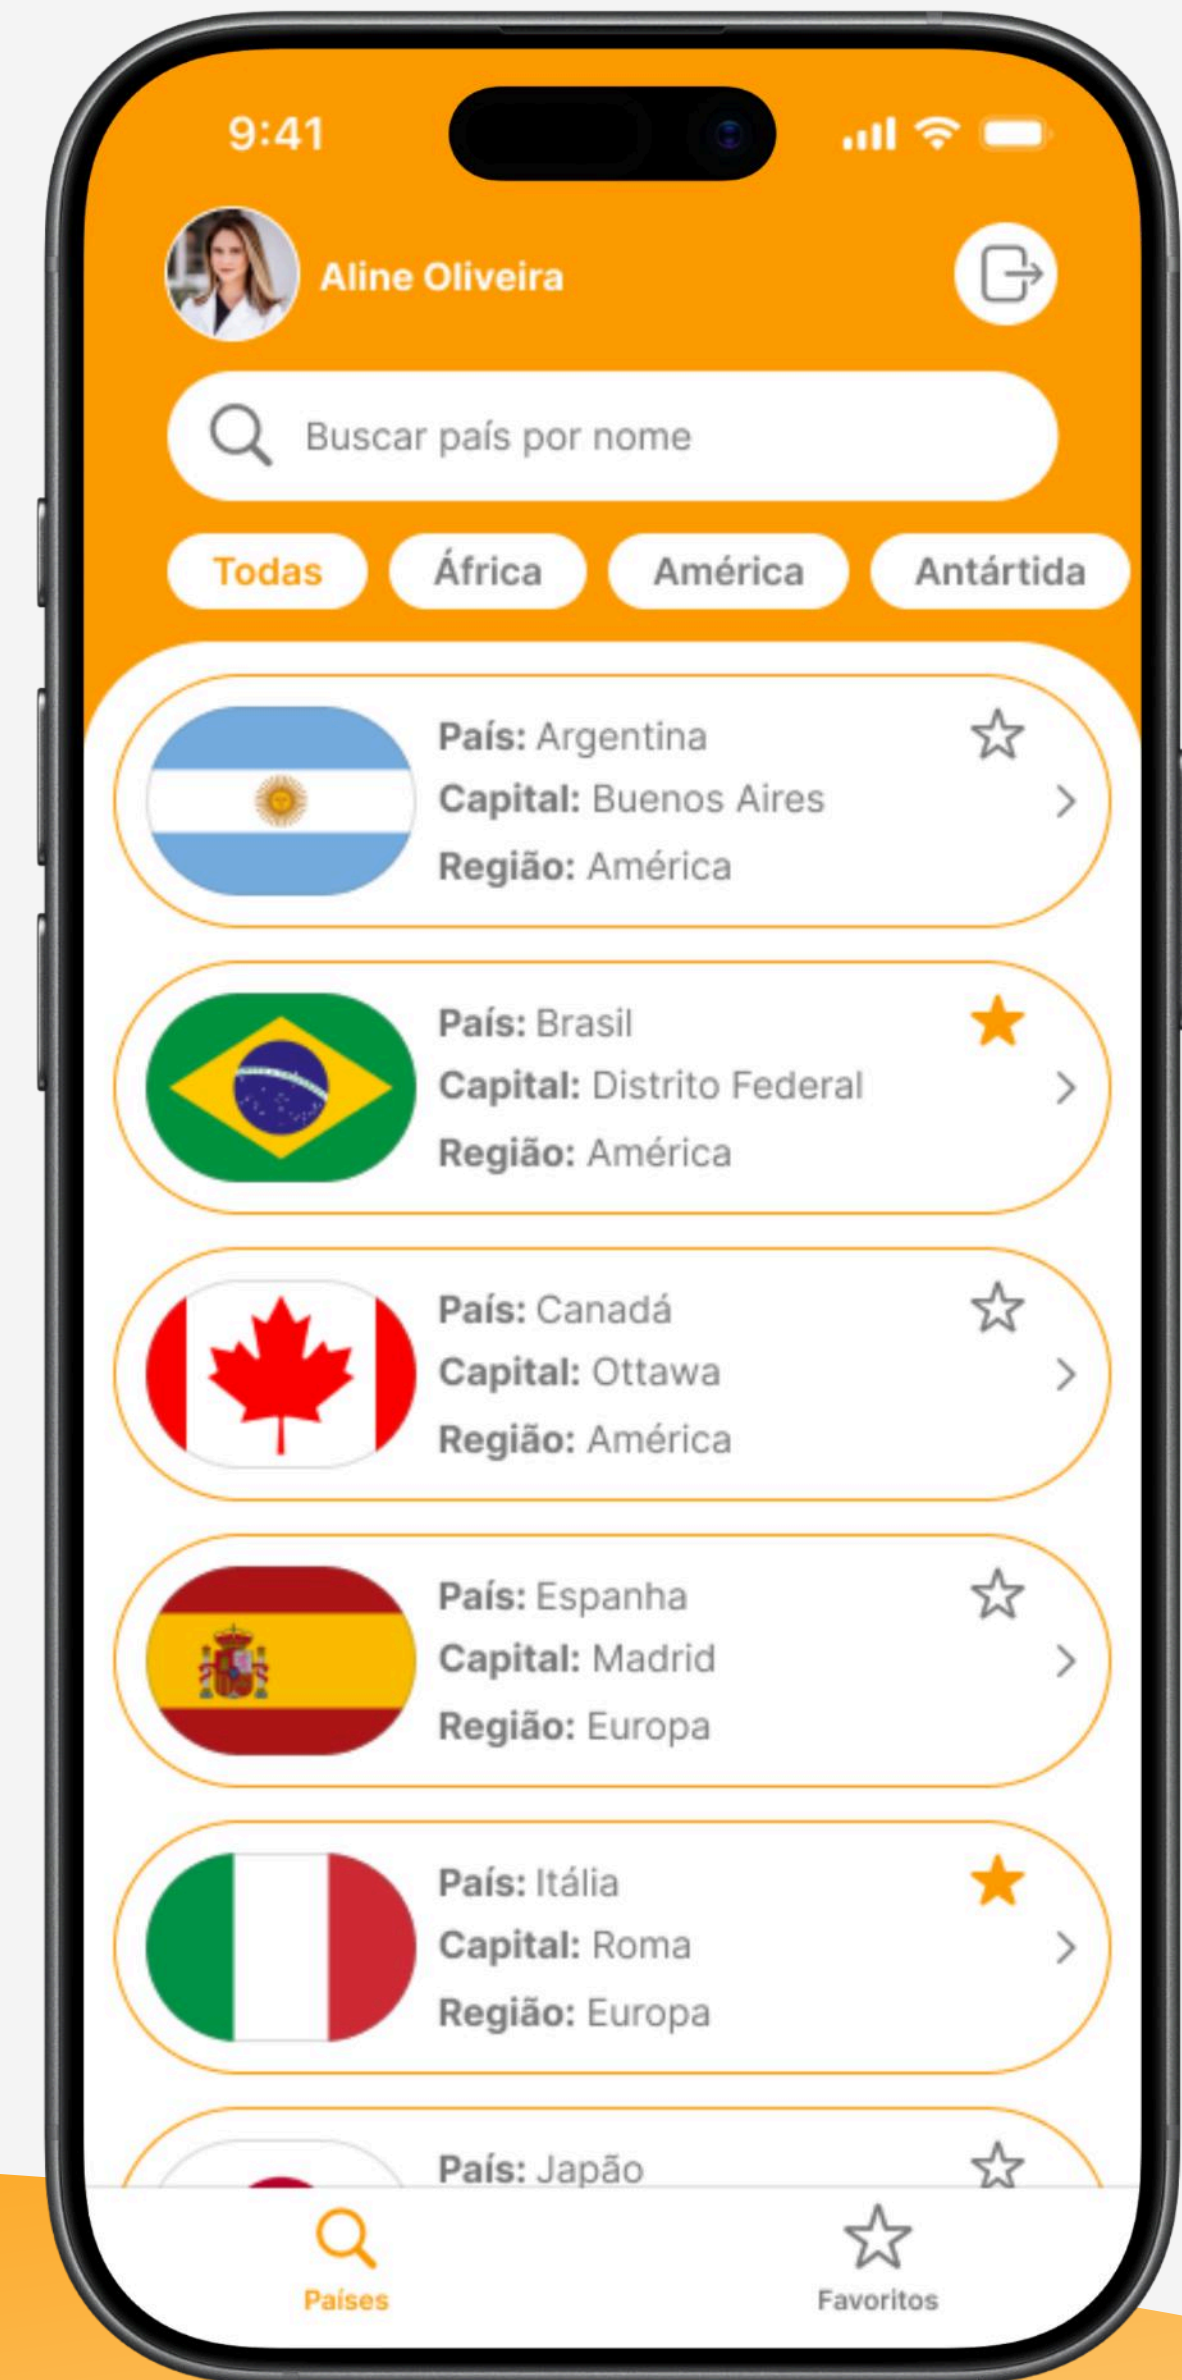 9:41
Aline Oliveira
Buscar país por nome
Todas África América Antártida
País: Argentina
Capital: Buenos Aires
Região: América
País: Brasil
Capital: Distrito Federal
Região: América
País: Canadá
Capital: Ottawa
Região: América
País: Espanha
Capital: Madrid
Região: Europa
País: Itália
Capital: Roma
Região: Europa
País: Japão
Países Favoritos